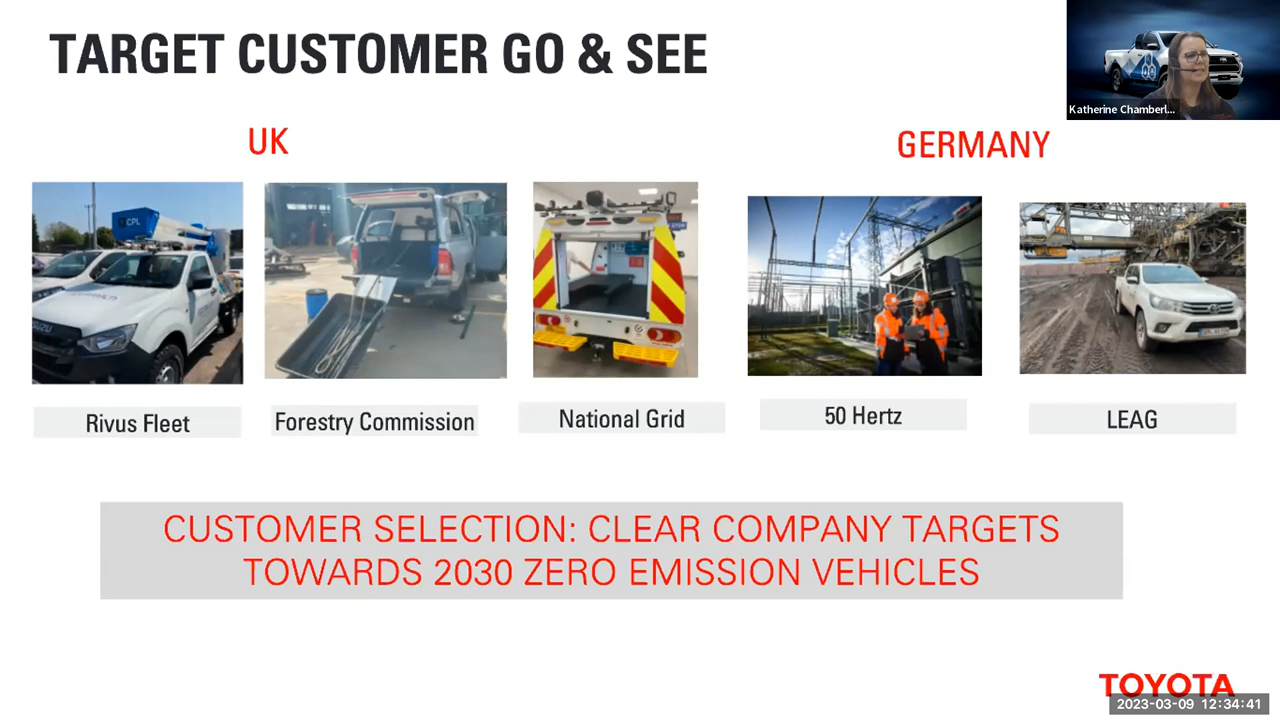 TARGET CUSTOMER GO & SEE
Katherine Chamberl...
UK
GERMANY
CPL
Rivus Fleet
Forestry Commission
National Grid
50 Hertz
LEAG
CUSTOMER SELECTION: CLEAR COMPANY TARGETS
TOWARDS 2030 ZERO EMISSION VEHICLES
TOYOTA
2023-03-09 12:34:41